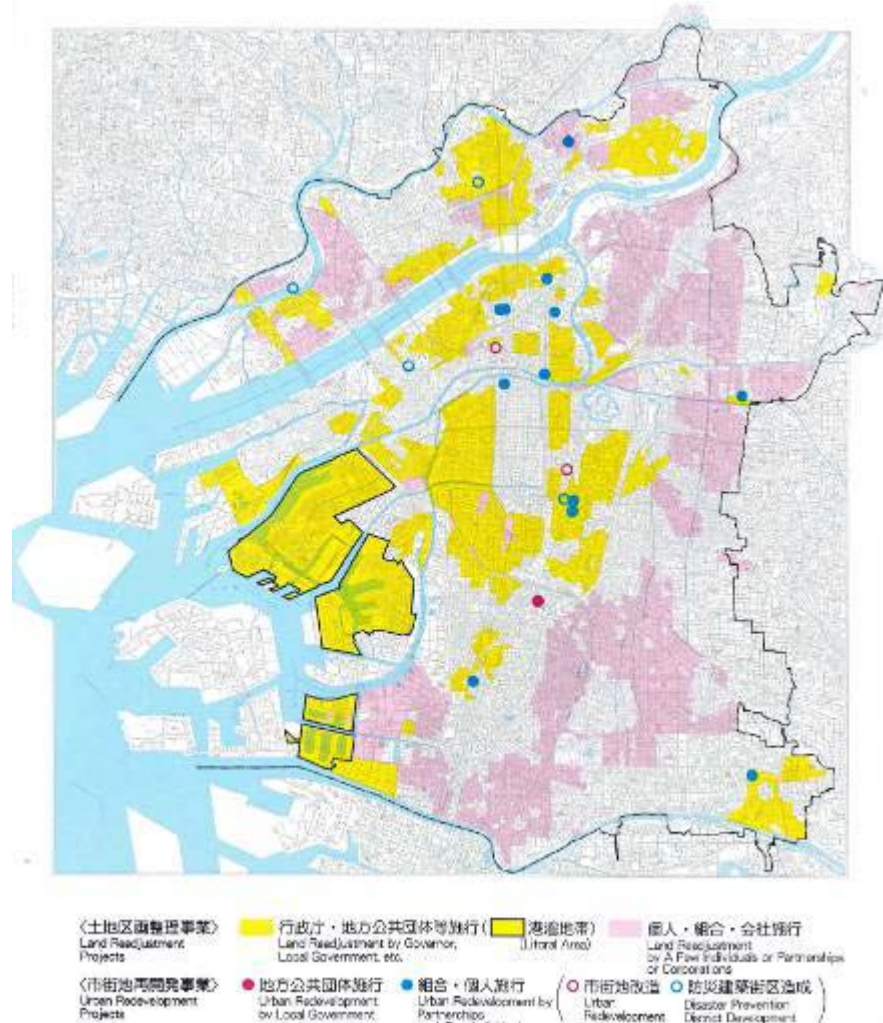 〈土地区画整理事業〉
Land Readjustment
Projects
行政庁・地方公共団体等施行(
Land Readjustment by Governor,
Local Government, etc.
港湾地帯)
(Litoral Area)
個人・組合・会社施行
Land Readjustment
by A Few Individuals or Partnerships
or Corporations
〈市街地再開発事業〉
Urban Redevelopment
Projects
地方公共団体施行
Urban Redevelopment
by Local Government
組合・個人施行
Urban Redevelopment by
Partnerships
市街地改造
Urban
Redevelopment
防災建築街区造成
Disaster Prevention
District Development